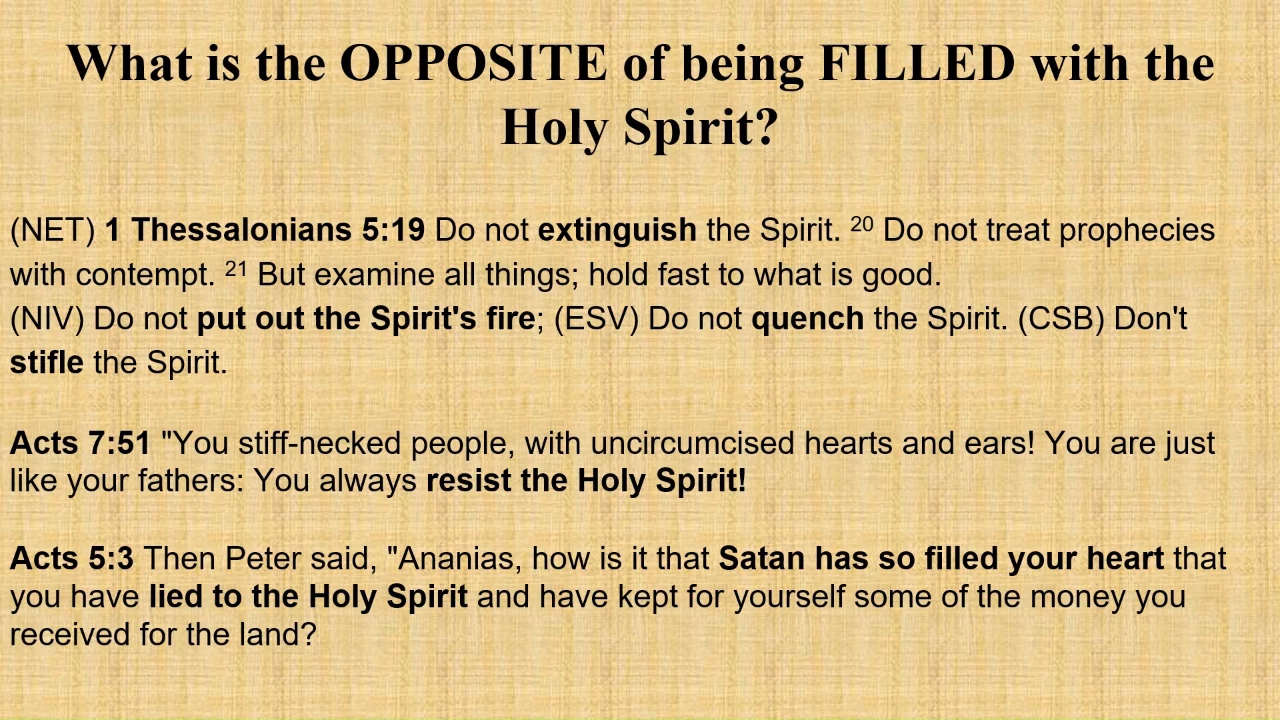 What is the OPPOSITE of being FILLED with the
Holy Spirit?
(NET) 1 Thessalonians 5:19 Do not extinguish the Spirit. 20 Do not treat prophecies
with contempt. 21 But examine all things; hold fast to what is good.
(NIV) Do not put out the Spirit's fire; (ESV) Do not quench the Spirit. (CSB) Don't
stifle the Spirit.
Acts 7:51 "You stiff-necked people, with uncircumcised hearts and ears! You are just
like your fathers: You always resist the Holy Spirit!
Acts 5:3 Then Peter said, "Ananias, how is it that Satan has so filled your heart that
you have lied to the Holy Spirit and have kept for yourself some of the money you
received for the land?